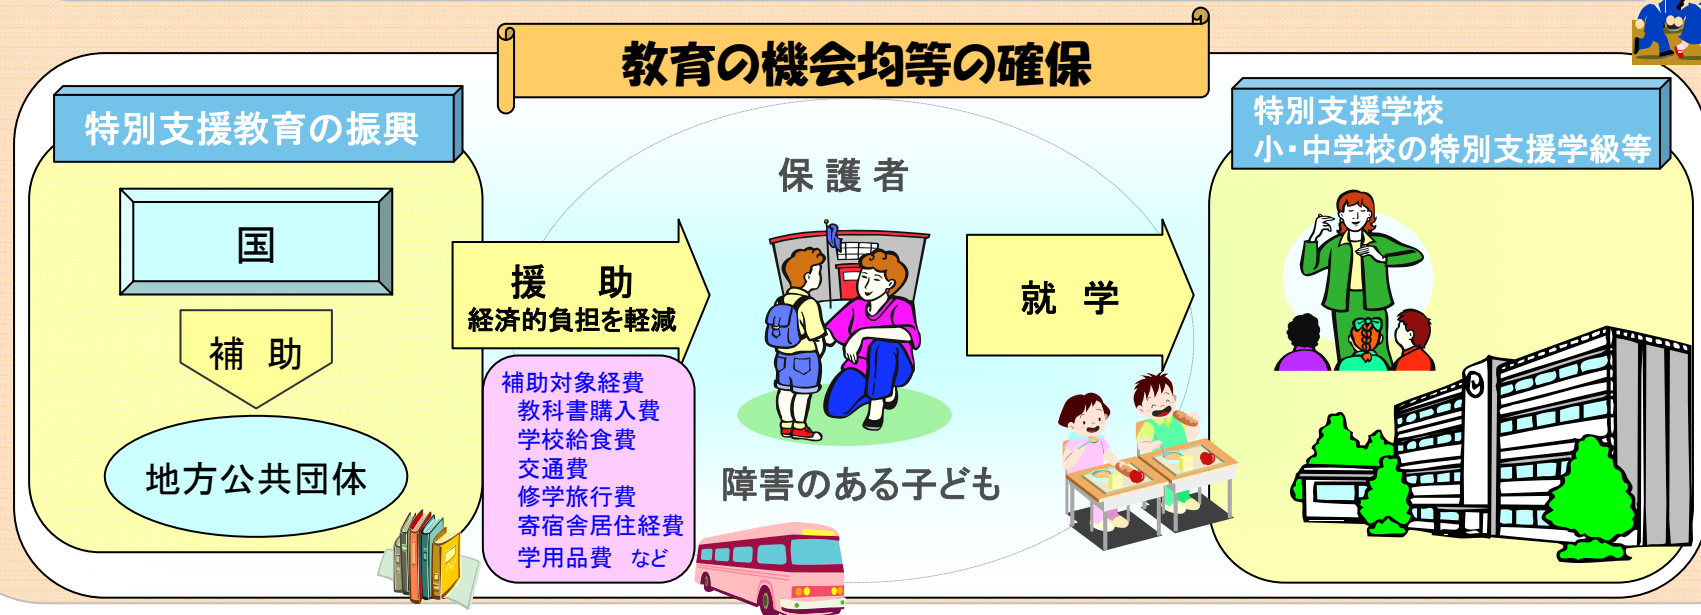 教育の機会均等の確保
特別支援教育の振興
国
補 助
地方公共団体
援 助
経済的負担を軽減
補助対象経費
教科書購入費
学校給食費
交通費
修学旅行費
寄宿舎居住経費
学用品費 など
保 護 者
障害のある子ども
就 学
特別支援学校
小・中学校の特別支援学級等